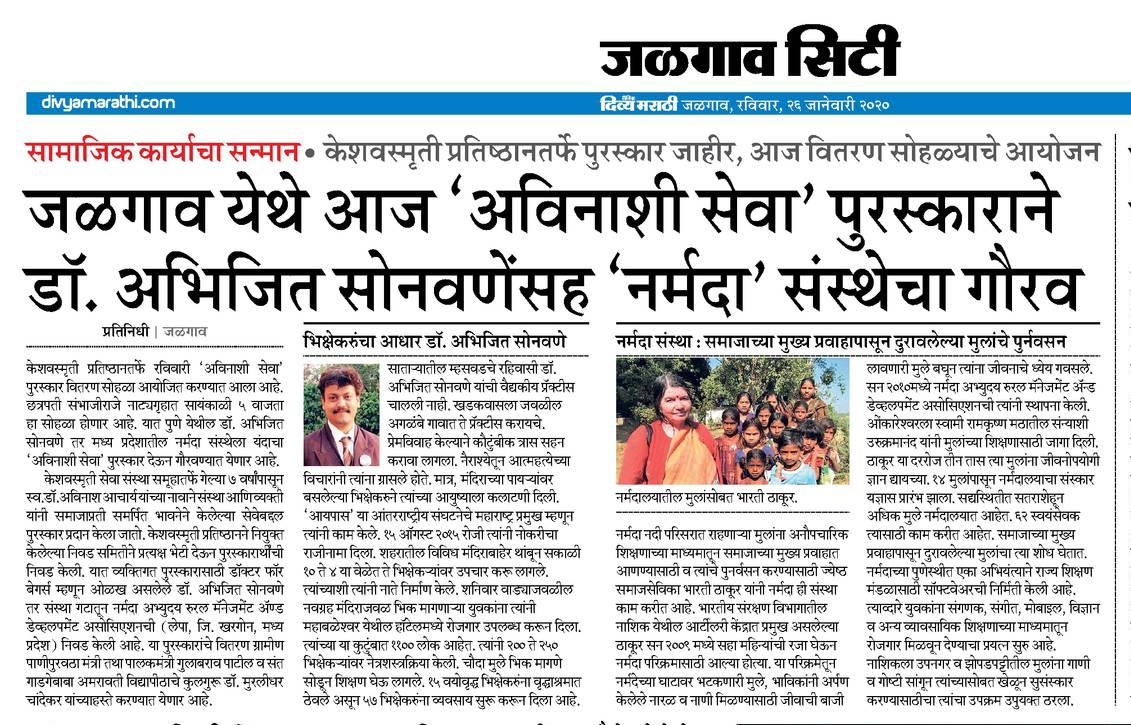 जळगाव सिटी
divyamarathi.com
दैनिक दिव्य मराठी जळगाव, रविवार, २६ जानेवारी २०२०
सामाजिक कार्याचा सन्मान • केशवस्मृती प्रतिष्ठानतर्फे पुरस्कार जाहीर, आज वितरण सोहळ्याचे आयोजन
जळगाव येथे आज ‘अविनाशी सेवा’ पुरस्काराने
डॉ. अभिजित सोनवणेंसह ‘नर्मदा’ संस्थेचा गौरव
प्रतिनिधी | जळगाव
केशवस्मृती प्रतिष्ठानतर्फे रविवारी ‘अविनाशी सेवा’
पुरस्कार वितरण सोहळा आयोजित करण्यात आला आहे.
छत्रपती संभाजीराजे नाट्यगृहात सायंकाळी ५ वाजता
हा सोहळा होणार आहे. यात पुणे येथील डॉ. अभिजित
सोनवणे तर मध्य प्रदेशातील नर्मदा संस्थेला यंदाचा
‘अविनाशी सेवा’ पुरस्कार देऊन गौरवण्यात येणार आहे.
केशवस्मृती सेवा संस्था समूहातर्फे गेल्या ७ वर्षांपासून
स्व.डॉ.अविनाश आचार्य यांच्या नावाने संस्था आणि व्यक्ती
यांनी समाजाप्रती समर्पित भावनेने केलेल्या सेवेबद्दल
पुरस्कार प्रदान केला जातो. केशवस्मृती प्रतिष्ठानने नियुक्त
केलेल्या निवड समितीने प्रत्यक्ष भेटी देऊन पुरस्कारार्थींची
निवड केली. यात व्यक्तिगत पुरस्कारासाठी डॉक्टर फॉर
बेगर्स म्हणून ओळख असलेले डॉ. अभिजित सोनवणे
तर संस्था गटातून नर्मदा अभ्युदय रुरल मॅनेजमेंट अॅण्ड
डेव्हलपमेंट असोसिएशनची (लेपा, जि. खरगोन, मध्य
प्रदेश) निवड केली आहे. या पुरस्कारांचे वितरण ग्रामीण
पाणीपुरवठा मंत्री तथा पालकमंत्री गुलाबराव पाटील व संत
गाडगेबाबा अमरावती विद्यापीठाचे कुलगुरू डॉ. मुरलीधर
चांदेकर यांच्याहस्ते करण्यात येणार आहे.
भिक्षेकरुंचा आधार डॉ. अभिजित सोनवणे
साताऱ्यातील म्हसवडचे रहिवासी डॉ.
अभिजित सोनवणे यांची वैद्यकीय प्रॅक्टीस
चालली नाही. खडकवासला जवळील
अगळंबे गावात ते प्रॅक्टीस करायचे.
प्रेमविवाह केल्याने कौटुंबीक त्रास सहन
करावा लागला. नैराश्येतून आत्महत्येच्या
विचारांनी त्यांना ग्रासले होते. मात्र, मंदिराच्या पायऱ्यांवर
बसलेल्या भिक्षेकरुने त्यांच्या आयुष्याला कलाटणी दिली.
‘आयपास’ या आंतरराष्ट्रीय संघटनेचे महाराष्ट्र प्रमुख म्हणून
त्यांनी काम केले. १५ ऑगस्ट २०१५ रोजी त्यांनी नोकरीचा
राजीनामा दिला. शहरातील विविध मंदिराबाहेर थांबून सकाळी
१० ते ४ या वेळेत ते भिक्षेकऱ्यांवर उपचार करू लागले.
त्यांच्याशी त्यांनी नाते निर्माण केले. शनिवार वाड्याजवळील
नवग्रह मंदिराजवळ भिक मागणाऱ्या युवकांना त्यांनी
महाबळेश्वर येथील हॉटेलमध्ये रोजगार उपलब्ध करून दिला.
त्यांच्या या कुटुंबात ११०० लोक आहेत. त्यांनी २०० ते २५०
भिक्षेकऱ्यांवर नेत्रशस्त्रक्रिया केली. चौदा मुले भिक मागणे
सोडून शिक्षण घेऊ लागले. १५ वयोवृद्ध भिक्षेकरुंना वृद्धाश्रमात
ठेवले असून ५७ भिक्षेकरुंना व्यवसाय सुरू करून दिला आहे.
नर्मदा संस्था : समाजाच्या मुख्य प्रवाहापासून दुरावलेल्या मुलांचे पुर्नवसन
नर्मदालयातील मुलांसोबत भारती ठाकूर.
नर्मदा नदी परिसरात राहणाऱ्या मुलांना अनौपचारिक
शिक्षणाच्या माध्यमातून समाजाच्या मुख्य प्रवाहात
आणण्यासाठी व त्यांचे पुनर्वसन करण्यासाठी ज्येष्ठ
समाजसेविका भारती ठाकूर यांनी नर्मदा ही संस्था
काम करीत आहे. भारतीय संरक्षण विभागातील
नाशिक येथील आर्टीलरी केंद्रात प्रमुख असलेल्या
ठाकूर सन २००९ मध्ये सहा महिन्यांची रजा घेऊन
नर्मदा परिक्रमासाठी आल्या होत्या. या परिक्रमेतून
नर्मदेच्या घाटावर भटकणारी मुले, भाविकांनी अर्पण
केलेले नारळ व नाणी मिळण्यासाठी जीवाची बाजी
लावणारी मुले बघून त्यांना जीवनाचे ध्येय गवसले.
सन २०१०मध्ये नर्मदा अभ्युदय रुरल मॅनेजमेंट अॅन्ड
डेव्हलपमेंट असोसिएशनची त्यांनी स्थापना केली.
ओंकारेश्वरला स्वामी रामकृष्ण मठातील संन्याशी
उरुक्रमानंद यांनी मुलांच्या शिक्षणासाठी जागा दिली.
ठाकूर या दररोज तीन तास त्या मुलांना जीवनोपयोगी
ज्ञान द्यायच्या. १४ मुलांपासून नर्मदालयाचा संस्कार
यज्ञास प्रारंभ झाला. सद्यस्थितीत सतराशेहून
अधिक मुले नर्मदालयात आहेत. ६२ स्वयंसेवक
त्यासाठी काम करीत आहेत. समाजाच्या मुख्य
प्रवाहापासून दुरावलेल्या मुलांचा त्या शोध घेतात.
नर्मदाच्या पुणेस्थीत एका अभियंत्याने राज्य शिक्षण
मंडळासाठी सॉफ्टवेअरची निर्मिती केली आहे.
त्याव्दारे युवकांना संगणक, संगीत, मोबाइल, विज्ञान
व अन्य व्यावसायिक शिक्षणाच्या माध्यमातून
रोजगार मिळवून देण्याचा प्रयत्न सुरु आहे.
नाशिकला उपनगर व झोपडपट्टीतील मुलांना गाणी
व गोष्टी सांगून त्यांच्यासोबत खेळून सुसंस्कार
करण्यासाठीचा त्यांचा उपक्रम उपुयक्त ठरला.